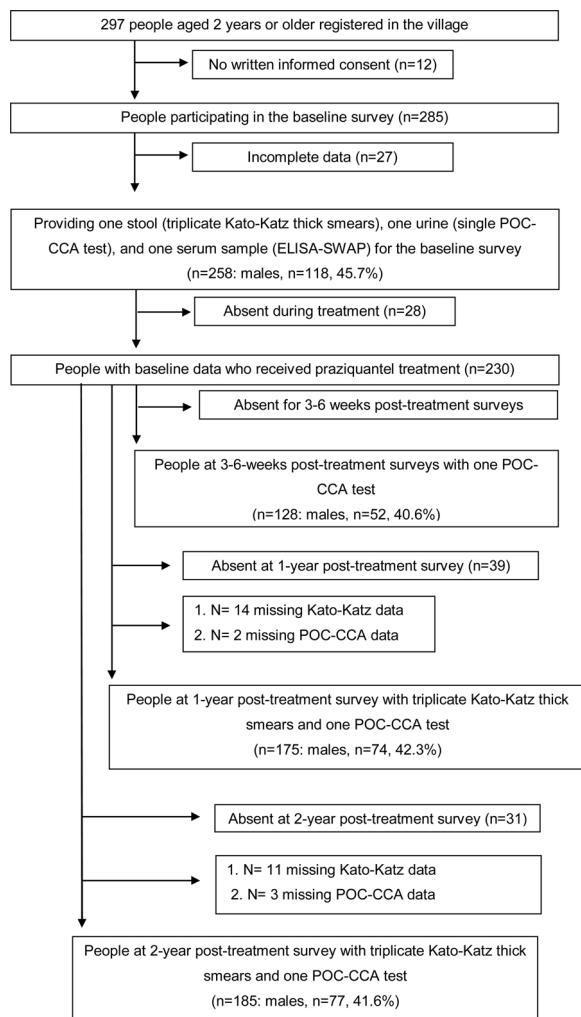 297 people aged 2 years or older registered in the village
No written informed consent (n=12)
People participating in the baseline survey (n=285)
Incomplete data (n=27)
Providing one stool (triplicate Kato-Katz thick smears), one urine (single POC-
CCA test), and one serum sample (ELISA-SWAP) for the baseline survey
(n=258: males, n=118, 45.7%)
Absent during treatment (n=28)
People with baseline data who received praziquantel treatment (n=230)
Absent for 3-6 weeks post-treatment surveys
People at 3-6-weeks post-treatment surveys with one POC-
CCA test
(n=128: males, n=52, 40.6%)
Absent at 1-year post-treatment survey (n=39)
1. N= 14 missing Kato-Katz data
2. N= 2 missing POC-CCA data
People at 1-year post-treatment survey with triplicate Kato-Katz thick
smears and one POC-CCA test
(n=175: males, n=74, 42.3%)
Absent at 2-year post-treatment survey (n=31)
1. N= 11 missing Kato-Katz data
2. N= 3 missing POC-CCA data
People at 2-year post-treatment survey with triplicate Kato-Katz thick
smears and one POC-CCA test
(n=185: males, n=77, 41.6%)